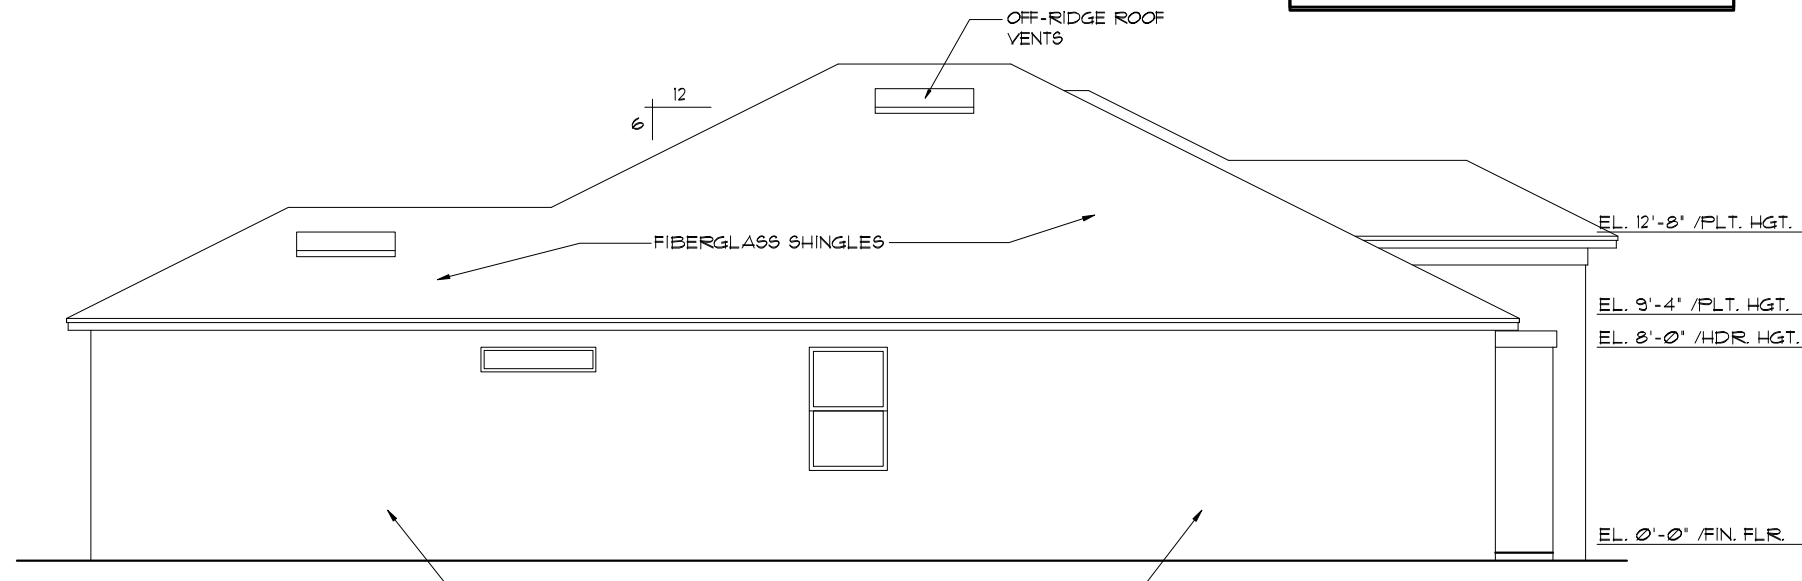 OFF-RIDGE ROOF
VENTS
12
6
FIBERGLASS SHINGLES
EL. 12'-8" /PLT. HGT.
EL. 9'-4" /PLT. HGT.
EL. 8'-0" /HDR. HGT.
EL. 0'-0" /FIN. FLR.